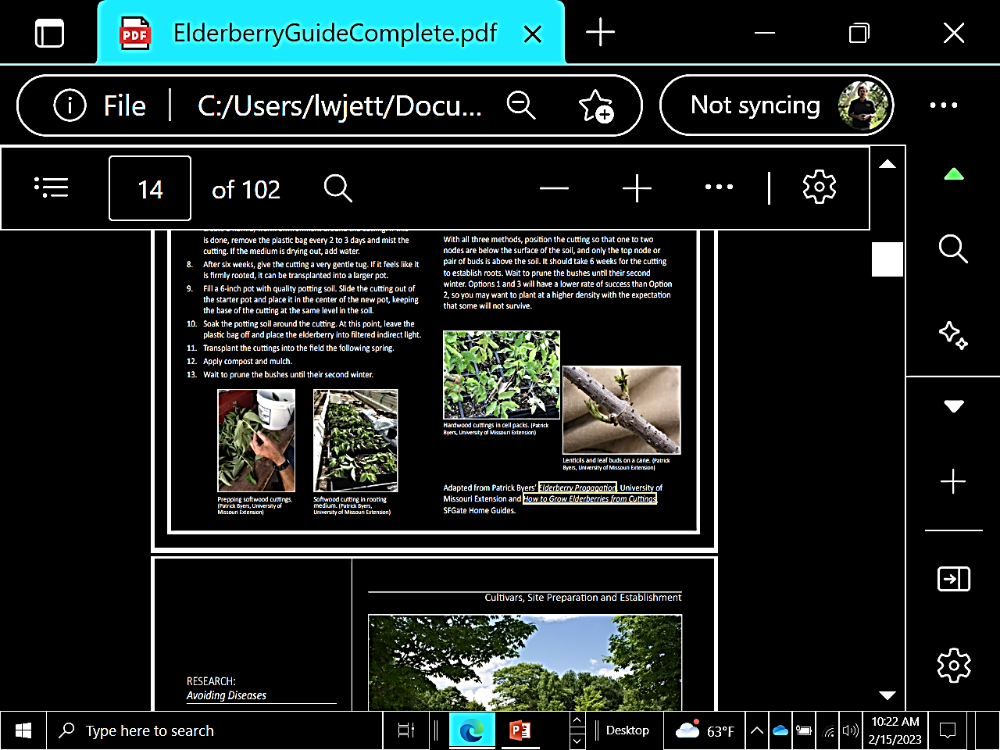 PDF
ElderberryGuideComplete.pdf
File
C:/Users/lwjett/Docu...
Not syncing
14
of 102
is done, remove the plastic bag every 2 to 3 days and mist the
cutting. If the medium is drying out, add water.
8. After six weeks, give the cutting a very gentle tug. If it feels like it
is firmly rooted, it can be transplanted into a larger pot.
9. Fill a 6-inch pot with quality potting soil. Slide the cutting out of
the starter pot and place it in the center of the new pot, keeping
the base of the cutting at the same level in the soil.
10. Soak the potting soil around the cutting. At this point, leave the
plastic bag off and place the elderberry into filtered indirect light.
11. Transplant the cuttings into the field the following spring.
12. Apply compost and mulch.
13. Wait to prune the bushes until their second winter.
Prepping softwood cuttings.
(Patrick Byers, University of
Missouri Extension)
Softwood cutting in rooting
medium. (Patrick Byers,
University of Missouri Extension)
With all three methods, position the cutting so that one to two
nodes are below the surface of the soil, and only the top node or
pair of buds is above the soil. It should take 6 weeks for the cutting
to establish roots. Wait to prune the bushes until their second
winter. Options 1 and 3 will have a lower rate of success than Option
2, so you may want to plant at a higher density with the expectation
that some will not survive.
Hardwood cuttings in cell packs. (Patrick
Byers, University of Missouri Extension)
Lenticils and leaf buds on a cane. (Patrick
Byers, University of Missouri Extension)
Adapted from Patrick Byers' Elderberry Propagation, University of
Missouri Extension and How to Grow Elderberries from Cuttings,
SFGate Home Guides.
Cultivars, Site Preparation and Establishment
RESEARCH:
Avoiding Diseases
Type here to search
Desktop
63°F
10:22 AM
2/15/2023